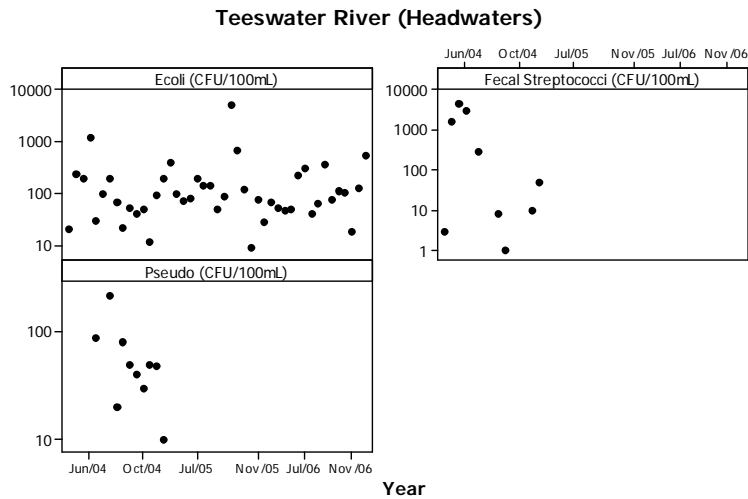 Teeswater River (Headwaters)
Jun/04 Oct/04 Jul/05 Nov/05 Jul/06 Nov/06
Ecoli (CFU/100mL)
Fecal Streptococci (CFU/100mL)
10000
1000
100
10
10000
1000
100
10
1
Pseudo (CFU/100mL)
100
10
Jun/04 Oct/04 Jul/05 Nov/05 Jul/06 Nov/06
Year